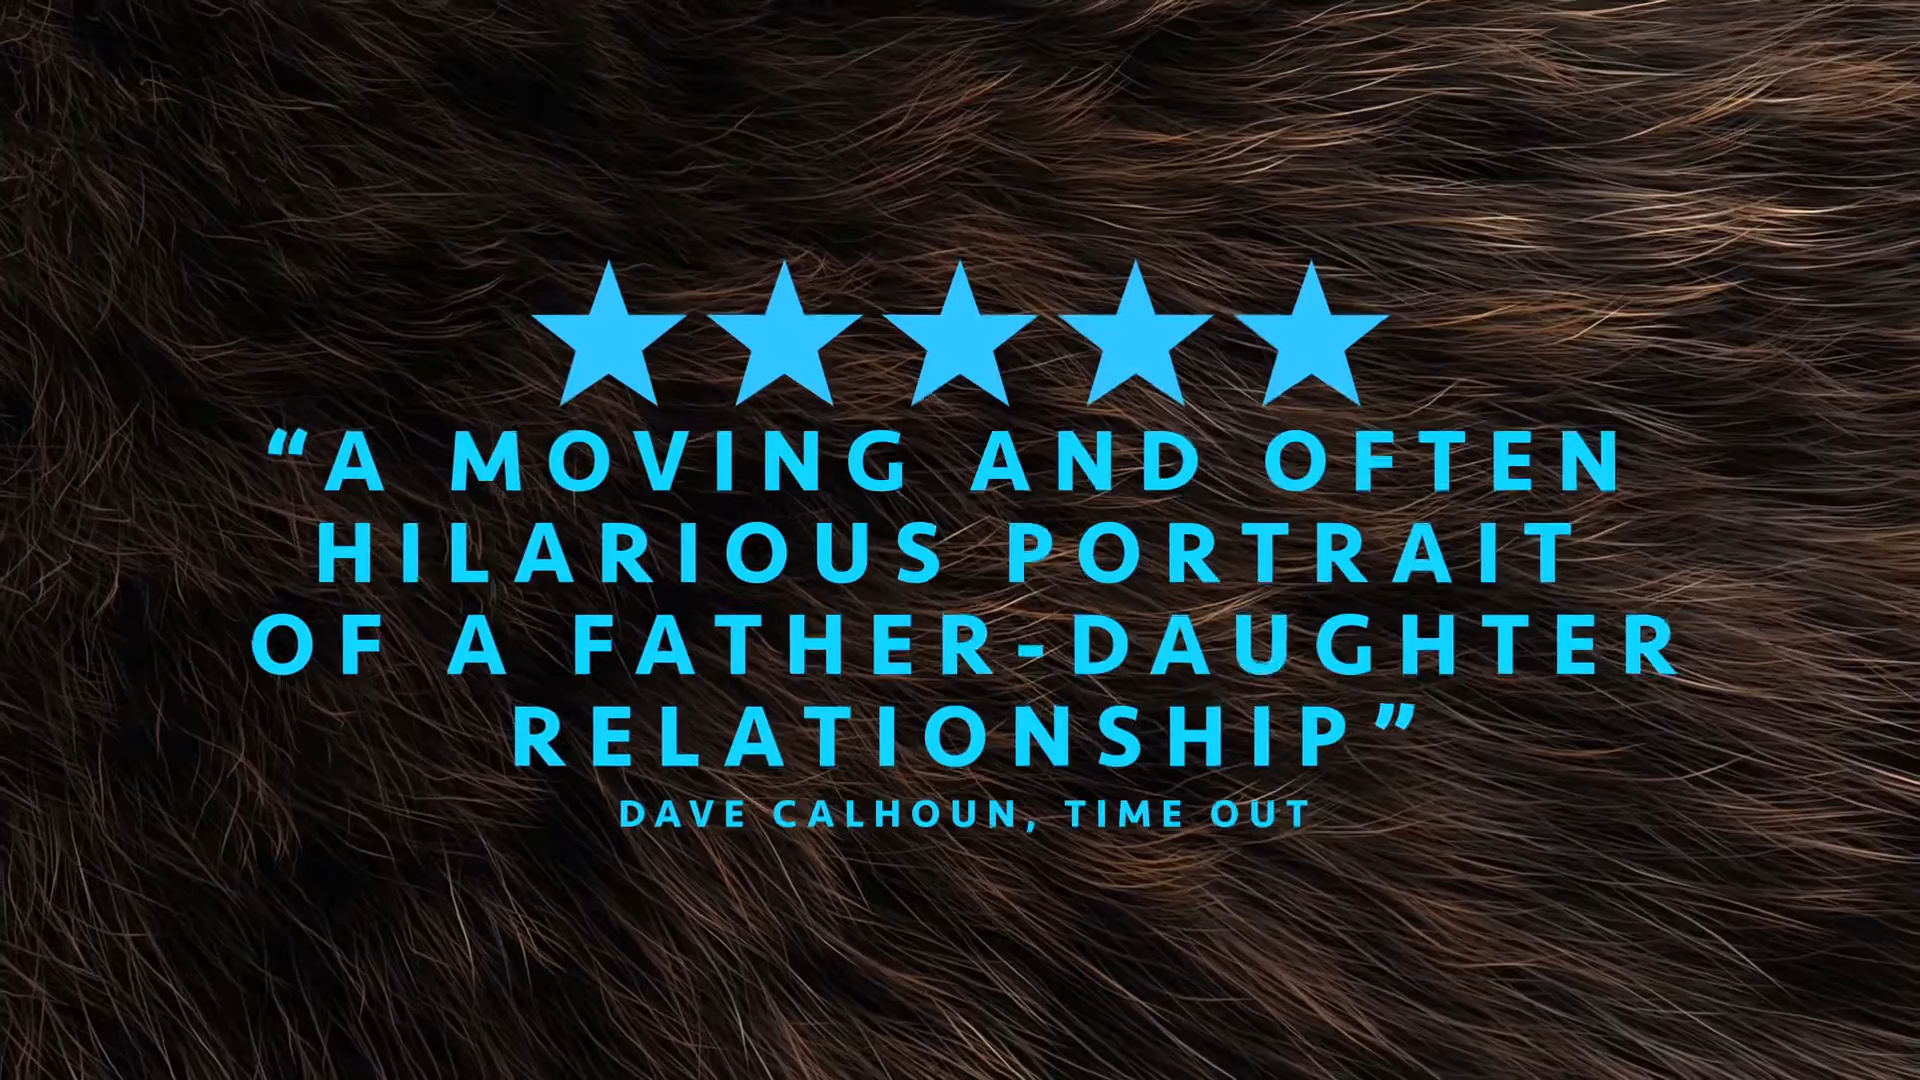 “A MOVING AND OFTEN
HILARIOUS PORTRAIT
OF A FATHER-DAUGHTER
RELATIONSHIP”
DAVE CALHOUN, TIME OUT